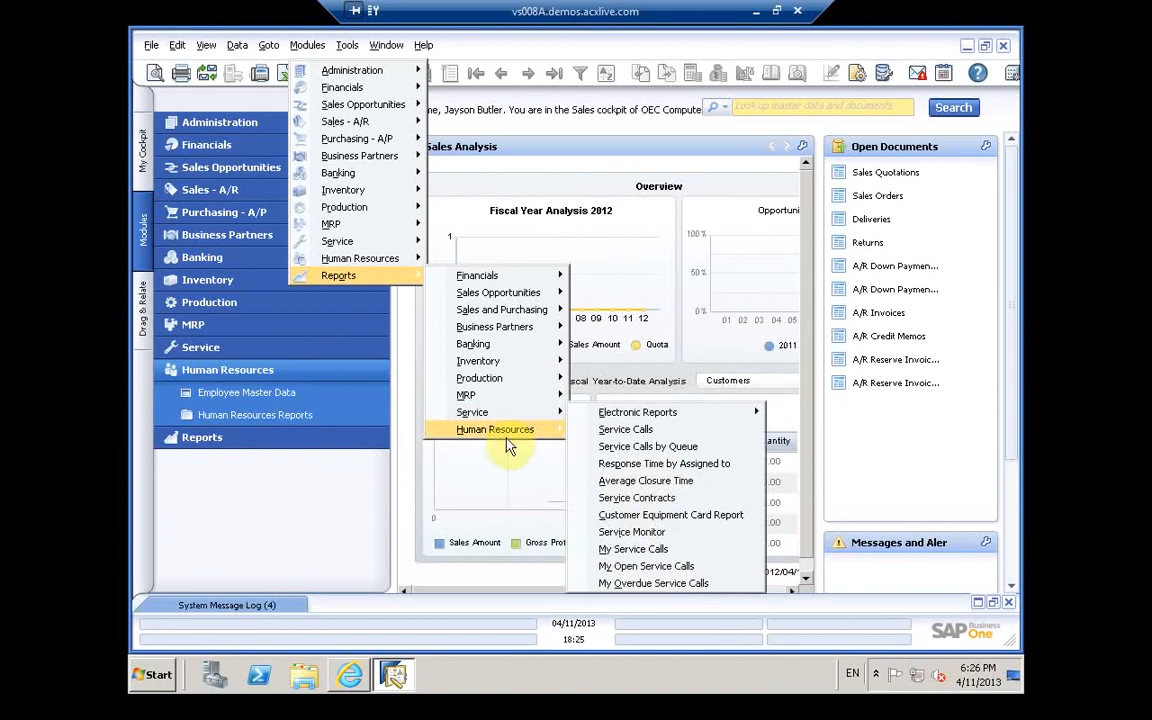 vs008A.demos.acxlive.com
File Edit View Data Goto Modules Tools Window Help
me, Jayson Butler. You are in the Sales cockpit of OEC Compute
Look up master data and documents
Search
My Cockpit
Modules
Drag & Relate
Administration
Financials
Sales Opportunities
Sales - A/R
Purchasing - A/P
Business Partners
Banking
Inventory
Production
MRP
Service
Human Resources
Employee Master Data
Human Resources Reports
Reports
Administration
Financials
Sales Opportunities
Sales - A/R
Purchasing - A/P
Business Partners
Banking
Inventory
Production
MRP
Service
Human Resources
Reports
Financials
Sales Opportunities
Sales and Purchasing
Business Partners
Banking
Inventory
Production
MRP
Service
Human Resources
Electronic Reports
Service Calls
Service Calls by Queue
Response Time by Assigned to
Average Closure Time
Service Contracts
Customer Equipment Card Report
Service Monitor
My Service Calls
My Open Service Calls
My Overdue Service Calls
Sales Analysis
Overview
Fiscal Year Analysis 2012
1
08 09 10 11 12
Sales Amount Quota
Opportuni
100%
50%
0%
01 02 03 04 05
2011
scal Year-to-Date Analysis Customers
antity
.00
.00
.00
.00
.00
0
Sales Amount Gross Prof
2012/04/
Open Documents
Sales Quotations
Sales Orders
Deliveries
Returns
A/R Down Paymen...
A/R Down Paymen...
A/R Invoices
A/R Credit Memos
A/R Reserve Invoic...
A/R Reserve Invoic...
Messages and Aler
System Message Log (4)
04/11/2013
18:25
SAP Business One
Start
EN
6:26 PM
4/11/2013